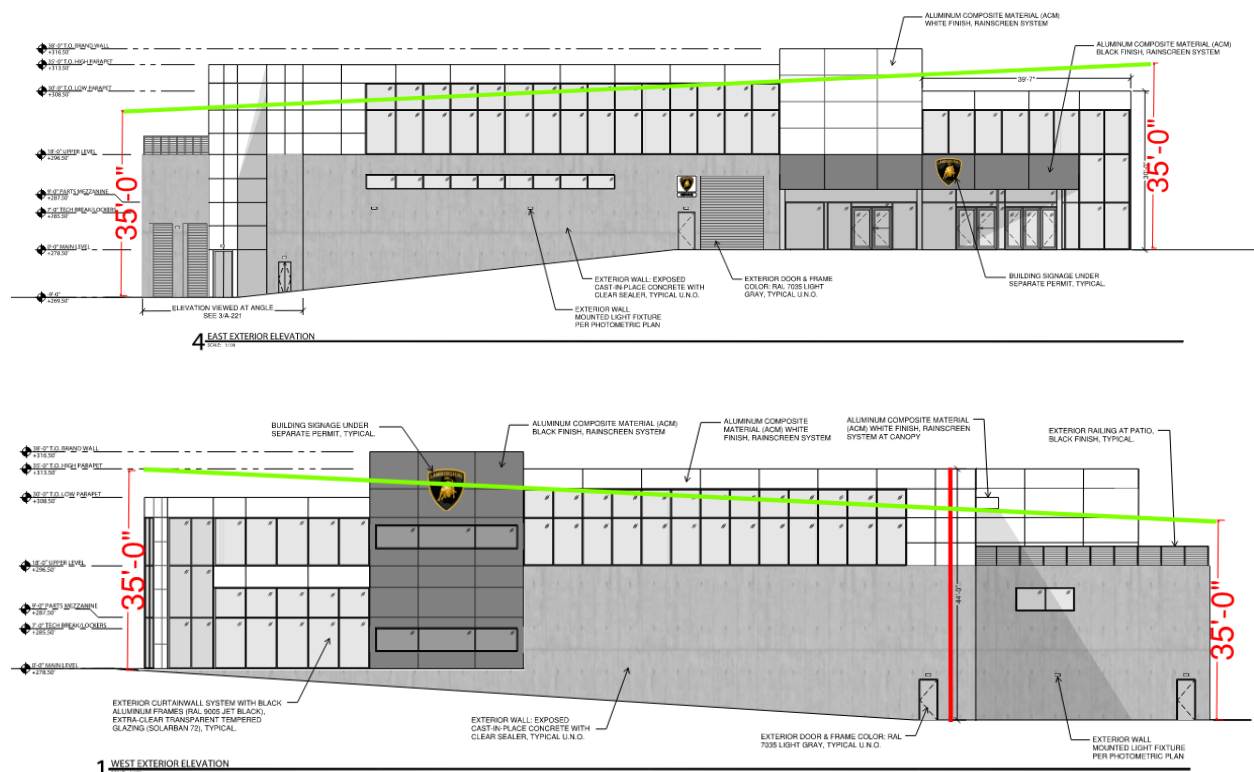 ALUMINUM COMPOSITE MATERIAL (ACM)
WHITE FINISH, RAINSCREEN SYSTEM
38'-0" T.O. BRAND WALL
+316.50'
35'-0" T.O. HIGH PARAPET
+313.50'
ALUMINUM COMPOSITE MATERIAL (ACM)
BLACK FINISH, RAINSCREEN SYSTEM
39'-7"
30'-0" T.O. LOW PARAPET
+308.50'
35'-0"
35'-0"
18'-0" UPPER LEVEL
+296.50'
9'-0" PARTS MEZZANINE
+287.50'
7'-0" TECH BREAK/LOCKERS
+285.50'
0'-0" MAIN LEVEL
+278.50'
+269.50'
ELEVATION VIEWED AT ANGLE
SEE 3/A-221
EXTERIOR WALL: EXPOSED
CAST-IN-PLACE CONCRETE WITH
CLEAR SEALER, TYPICAL U.N.O.
EXTERIOR DOOR & FRAME
COLOR: RAL 7035 LIGHT
GRAY, TYPICAL U.N.O.
BUILDING SIGNAGE UNDER
SEPARATE PERMIT, TYPICAL.
EXTERIOR WALL
MOUNTED LIGHT FIXTURE
PER PHOTOMETRIC PLAN
4 EAST EXTERIOR ELEVATION
BUILDING SIGNAGE UNDER
SEPARATE PERMIT, TYPICAL.
ALUMINUM COMPOSITE MATERIAL (ACM)
BLACK FINISH, RAINSCREEN SYSTEM
ALUMINUM COMPOSITE
MATERIAL (ACM) WHITE
FINISH, RAINSCREEN SYSTEM
ALUMINUM COMPOSITE MATERIAL
(ACM) WHITE FINISH, RAINSCREEN
SYSTEM AT CANOPY
EXTERIOR RAILING AT PATIO,
BLACK FINISH, TYPICAL.
T.O. BRAND WALL
+316.50'
35'-0" T.O. HIGH PARAPET
+313.50'
30'-0" T.O. LOW PARAPET
+308.50'
LAMBORGHINI
35'-0"
44'-0"
35'-0"
18'-0" UPPER LEVEL
+296.50'
9'-0" PARTS MEZZANINE
+287.50'
7'-0" TECH BREAK/LOCKERS
+285.50'
0'-0" MAIN LEVEL
+278.50'
EXTERIOR CURTAINWALL SYSTEM WITH BLACK
ALUMINUM FRAMES (RAL 9005 JET BLACK),
EXTRA-CLEAR TRANSPARENT TEMPERED
GLAZING (SOLARBAN 72), TYPICAL.
EXTERIOR WALL: EXPOSED
CAST-IN-PLACE CONCRETE WITH
CLEAR SEALER, TYPICAL U.N.O.
EXTERIOR DOOR & FRAME COLOR: RAL
7035 LIGHT GRAY, TYPICAL U.N.O.
EXTERIOR WALL
MOUNTED LIGHT FIXTURE
PER PHOTOMETRIC PLAN
1 WEST EXTERIOR ELEVATION